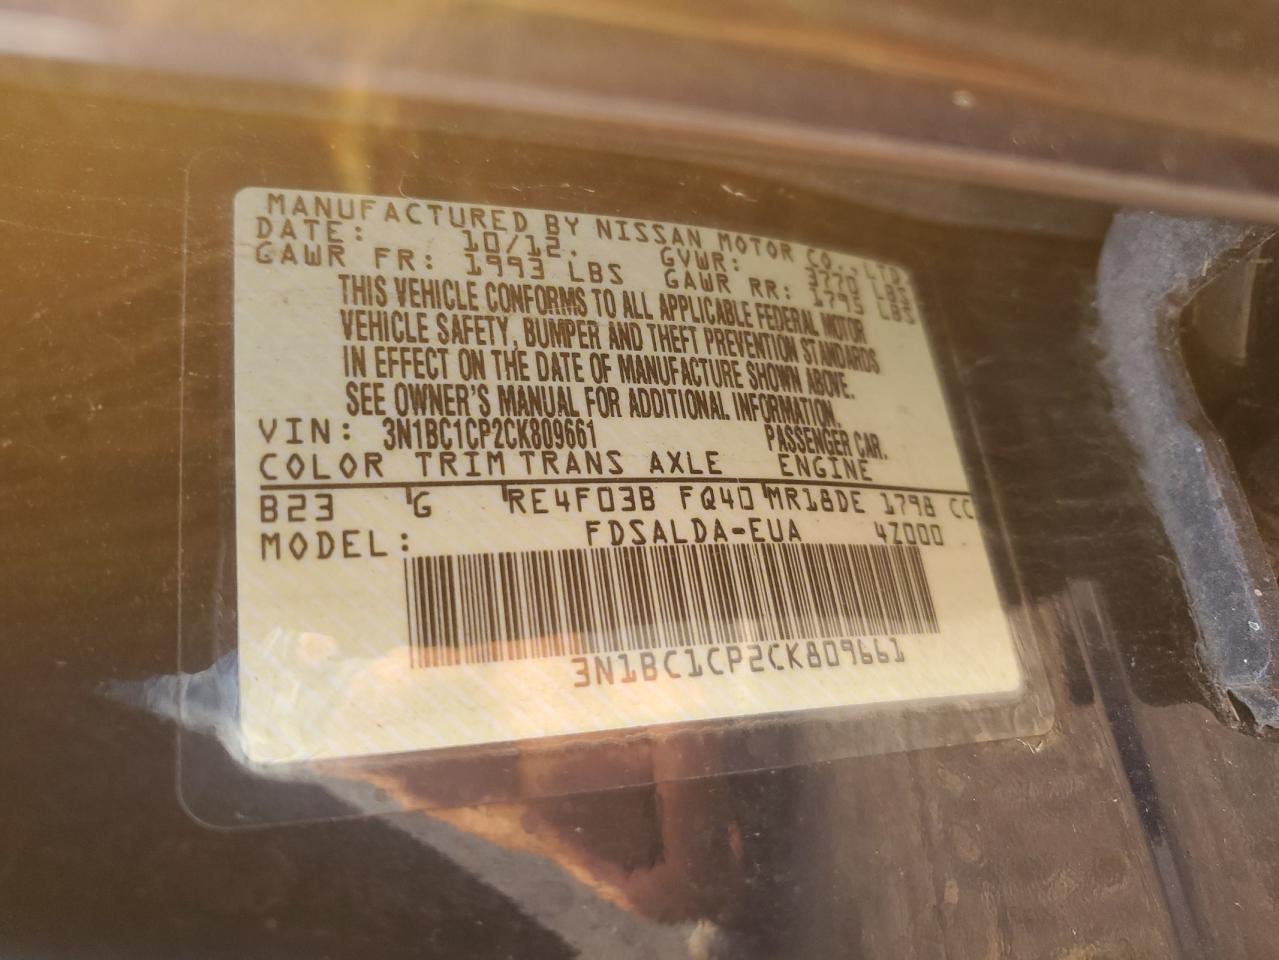 MANUFACTURED BY NISSAN MOTOR CO., LTD.
DATE: 10/12. GVWR: 3770 LBS
GAWR FR: 1993 LBS GAWR RR: 1795 LBS
THIS VEHICLE CONFORMS TO ALL APPLICABLE FEDERAL MOTOR
VEHICLE SAFETY, BUMPER AND THEFT PREVENTION STANDARDS
IN EFFECT ON THE DATE OF MANUFACTURE SHOWN ABOVE.
SEE OWNER'S MANUAL FOR ADDITIONAL INFORMATION.
VIN: 3N1BC1CP2CK809661 PASSENGER CAR.
COLOR TRIM TRANS AXLE ENGINE
B23 G RE4F03B FQ40 MR18DE 1798 CC
MODEL: FDSALDA-EUA 4Z000
3N1BC1CP2CK809661